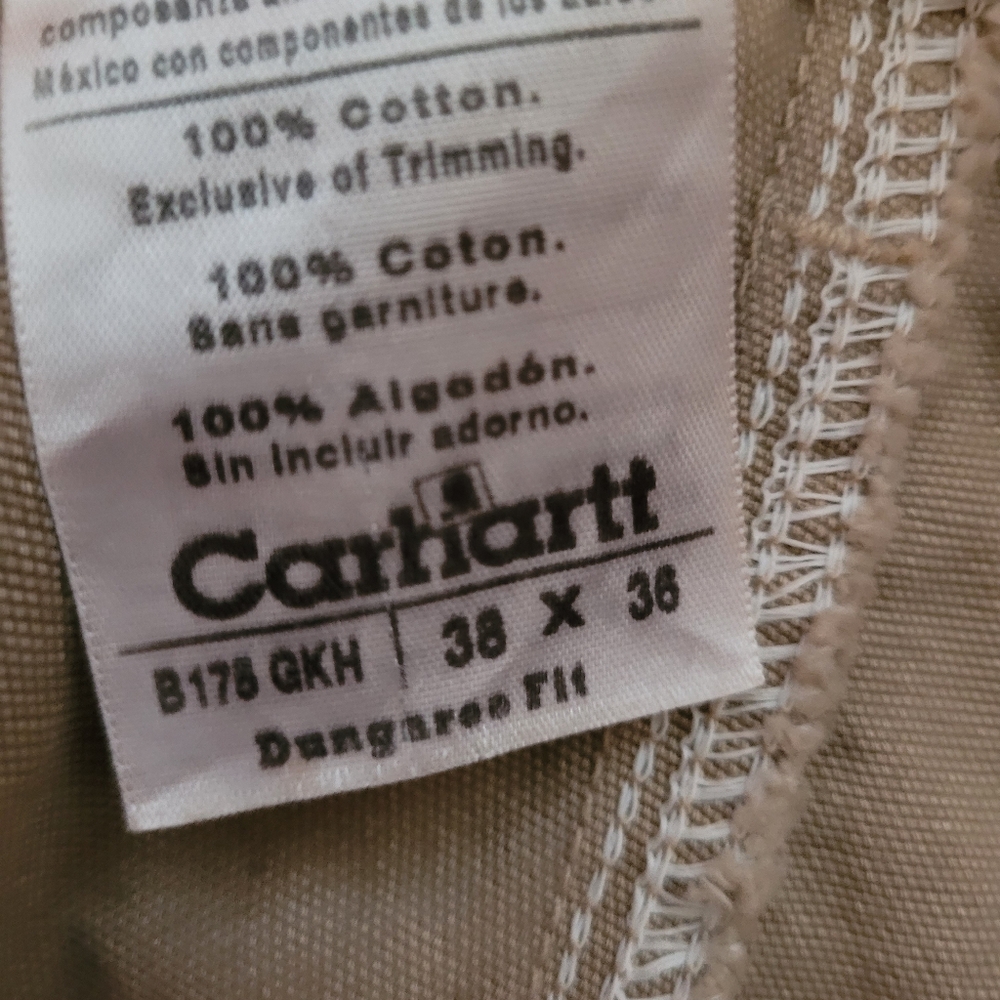 México con componentes de los
100% Cotton.
Exclusive of Trimming.
100% Coton.
Sans garniture.
100% Algodón.
Sin incluir adorno.
Carhartt
GKH 38 X 36
Dungaree Fit